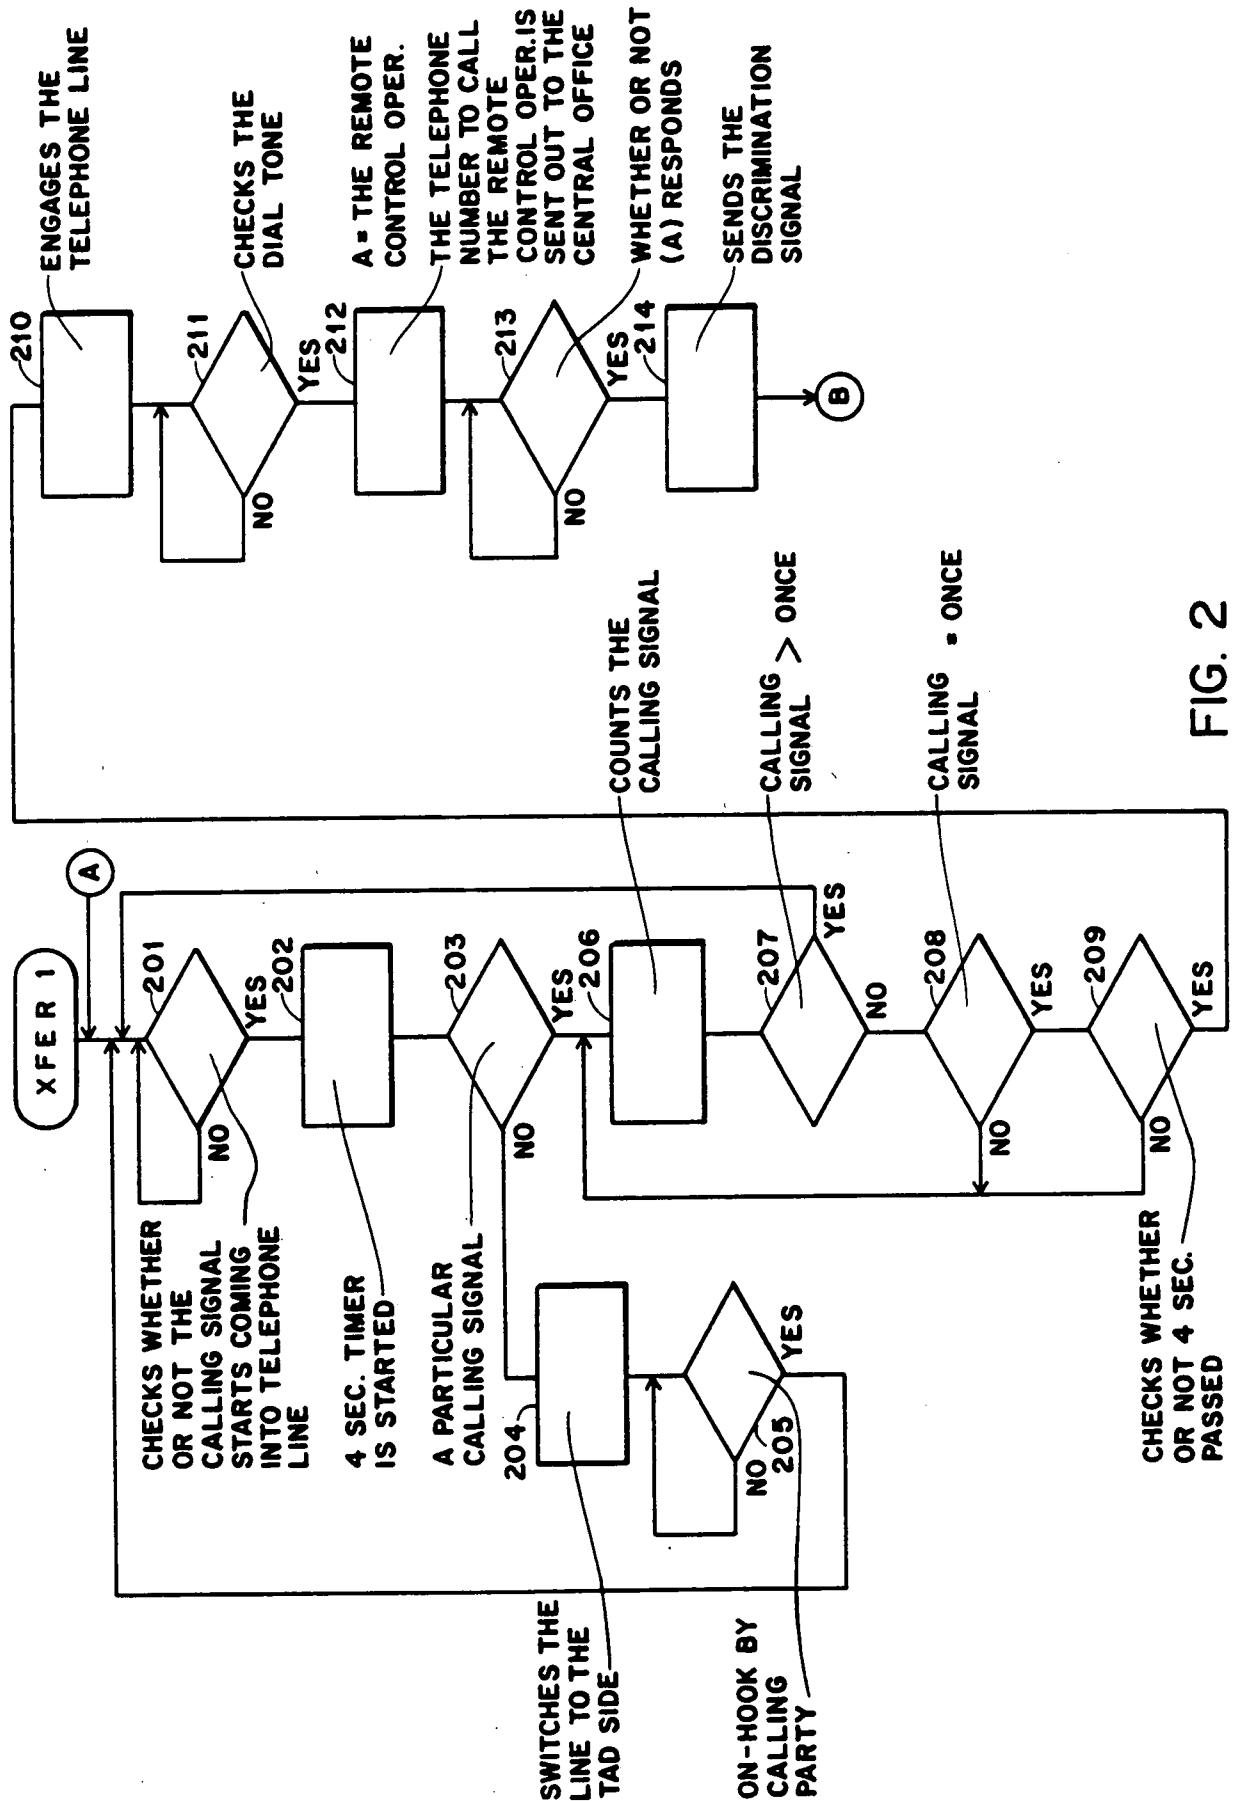 XFER 1
A
201
CHECKS WHETHER
OR NOT THE
CALLING SIGNAL
STARTS COMING
INTO TELEPHONE
LINE
NO
YES
202
4 SEC. TIMER
IS STARTED
203
A PARTICULAR
CALLING SIGNAL
NO
YES
204
SWITCHES THE
LINE TO THE
TAD SIDE
NO
205
YES
ON-HOOK BY
CALLING
PARTY
206
COUNTS THE
CALLING SIGNAL
207
CALLING
SIGNAL > ONCE
YES
NO
208
CALLING
SIGNAL = ONCE
NO
YES
209
NO
YES
CHECKS WHETHER
OR NOT 4 SEC.
PASSED
210
ENGAGES THE
TELEPHONE LINE
211
CHECKS THE
DIAL TONE
NO
YES
212
A = THE REMOTE
CONTROL OPER.
THE TELEPHONE
NUMBER TO CALL
THE REMOTE
CONTROL OPER. IS
SENT OUT TO THE
CENTRAL OFFICE
213
WHETHER OR NOT
(A) RESPONDS
NO
YES
214
SENDS THE
DISCRIMINATION
SIGNAL
B
FIG. 2